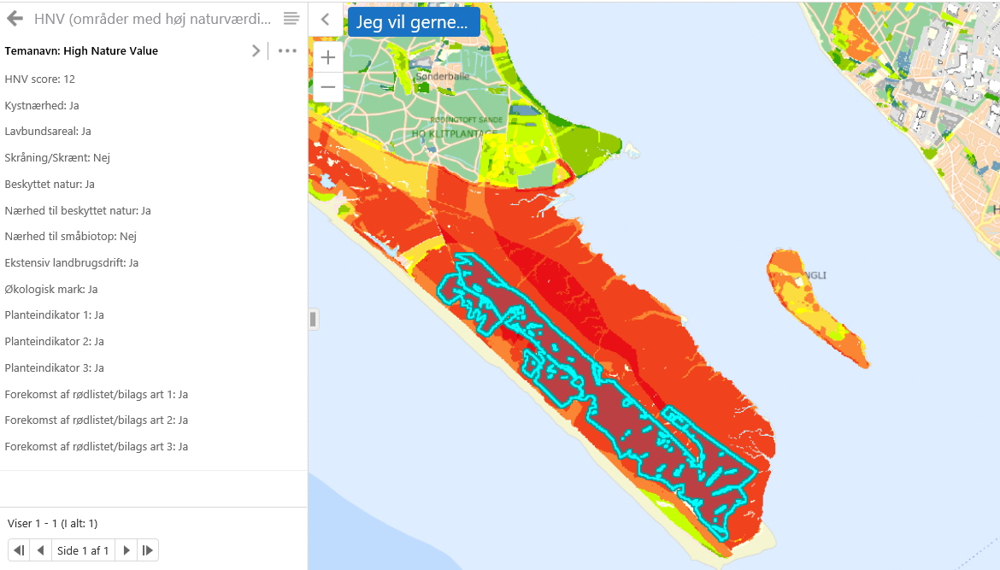 HNV (områder med høj naturværdi...
Temanavn: High Nature Value
HNV score: 12
Kystnærhed: Ja
Lavbundsareal: Ja
Skråning/Skrænt: Nej
Beskyttet natur: Ja
Nærhed til beskyttet natur: Ja
Nærhed til småbiotop: Nej
Ekstensiv landbrugsdrift: Ja
Økologisk mark: Ja
Planteindikator 1: Ja
Planteindikator 2: Ja
Planteindikator 3: Ja
Forekomst af rødlistet/bilags art 1: Ja
Forekomst af rødlistet/bilags art 2: Ja
Forekomst af rødlistet/bilags art 3: Ja
Viser 1 - 1 (I alt: 1)
Side 1 af 1
Jeg vil gerne...
Sønderballe
RØDINGTOFT SANDE
HO KLITPLANTAGE
NGLI
H